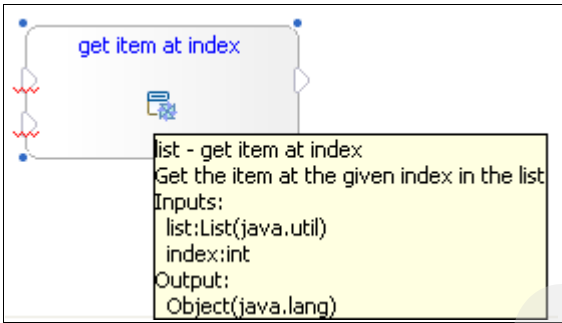 get item at index
list - get item at index
Get the item at the given index in the list
Inputs:
list:List(java.util)
index:int
Output:
Object(java.lang)